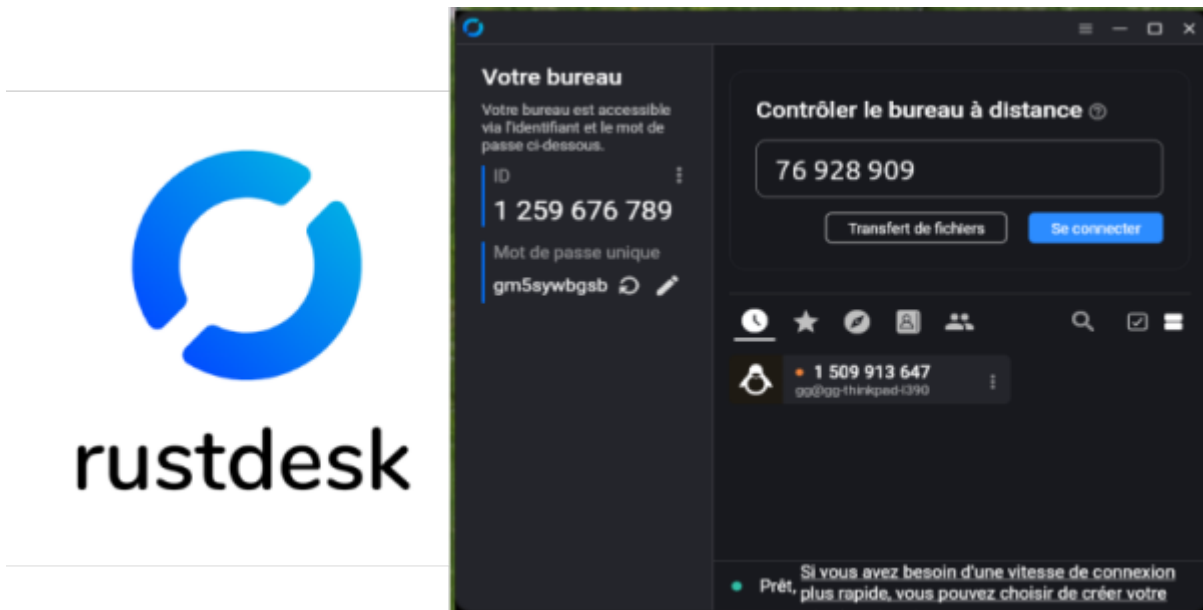 rustdesk
Votre bureau
Votre bureau est accessible
via l'identifiant et le mot de
passe ci-dessous.
ID
1 259 676 789
Mot de passe unique
gm5sywbgsb
Contrôler le bureau à distance
76 928 909
Transfert de fichiers
Se connecter
1 509 913 647
gg@gg-thinkpad-l390
Prêt, Si vous avez besoin d'une vitesse de connexion
plus rapide, vous pouvez choisir de créer votre